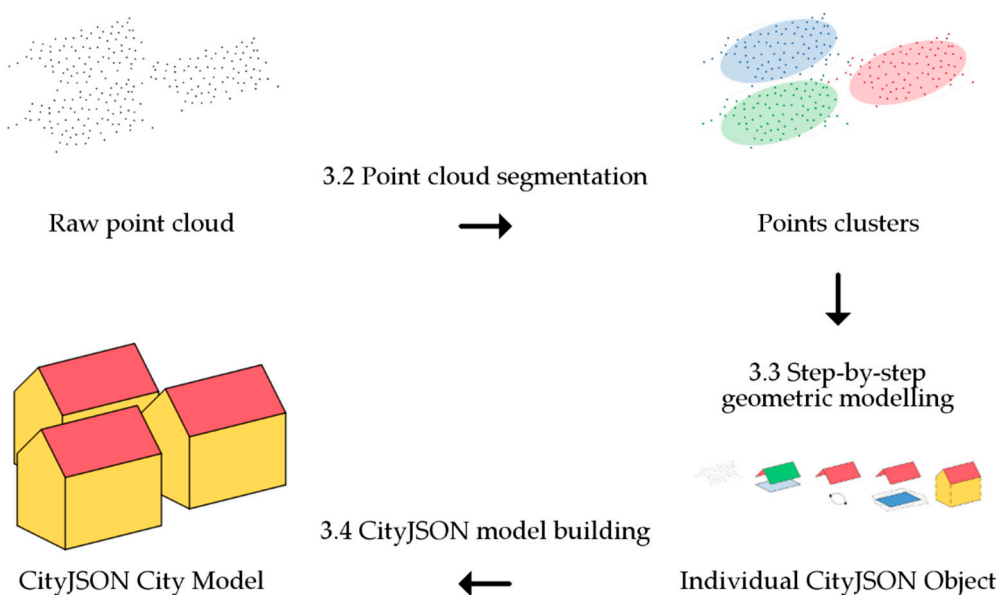 3.2 Point cloud segmentation
Raw point cloud
Points clusters
3.3 Step-by-step
geometric modelling
3.4 CityJSON model building
CityJSON City Model
Individual CityJSON Object